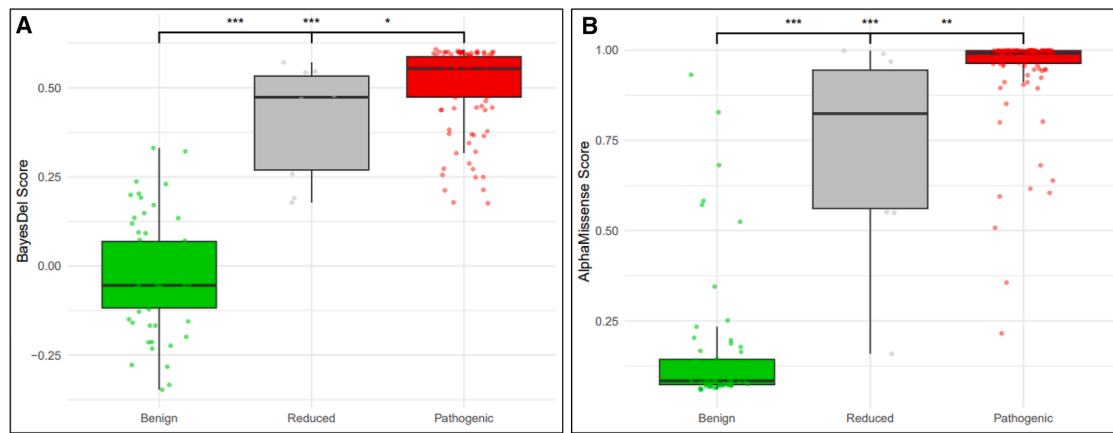 A
*** *** *
BayesDel Score
0.50
0.25
0.00
−0.25
Benign Reduced Pathogenic
B
*** *** **
AlphaMissense Score
1.00
0.75
0.50
0.25
Benign Reduced Pathogenic